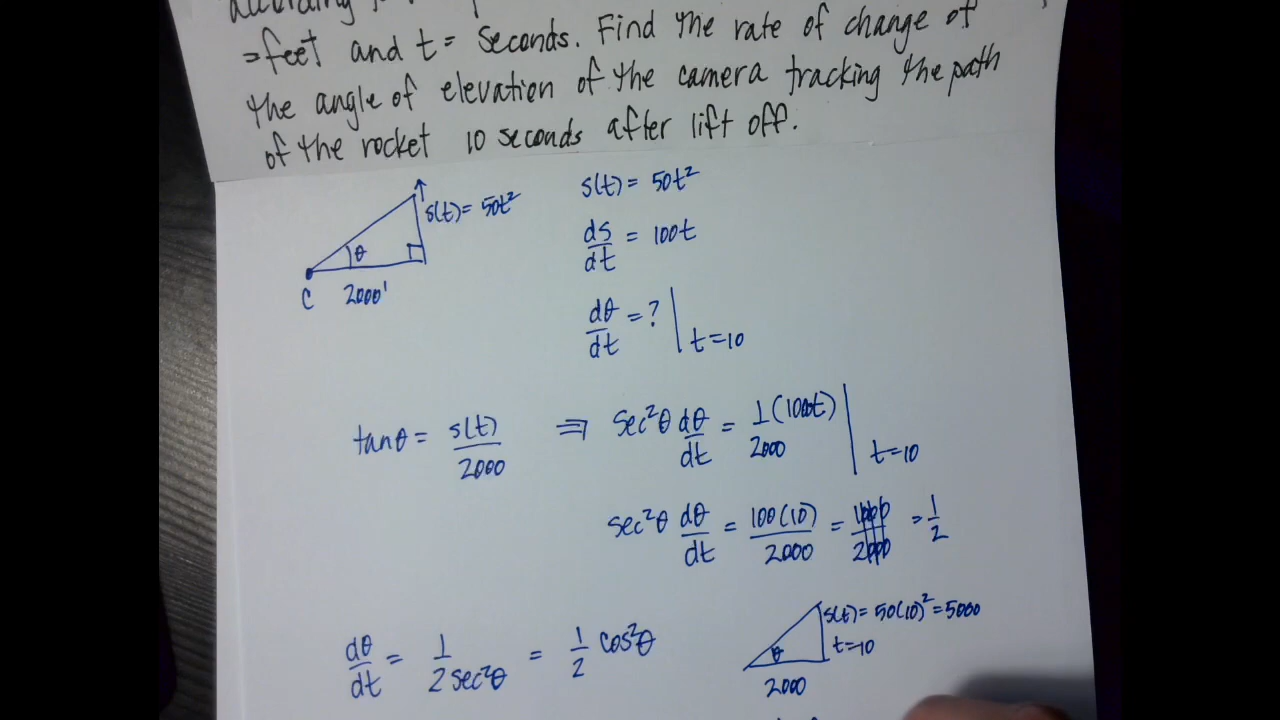 according
=feet and t = seconds. Find the rate of change of
the angle of elevation of the camera tracking the path
of the rocket 10 seconds after lift off.
s(t) = 50t²
θ
C
2000'
s(t) = 50t²
ds/dt = 100t
dθ/dt = ? | t=10
tanθ = s(t)/2000 ⇒ sec²θ dθ/dt = 1(100t)/2000 | t=10
sec²θ dθ/dt = 100(10)/2000 = 1000/2000 = 1/2
dθ/dt = 1/2sec²θ = 1/2 cos²θ
s(t) = 50(10)² = 5000
t=10
θ
2000